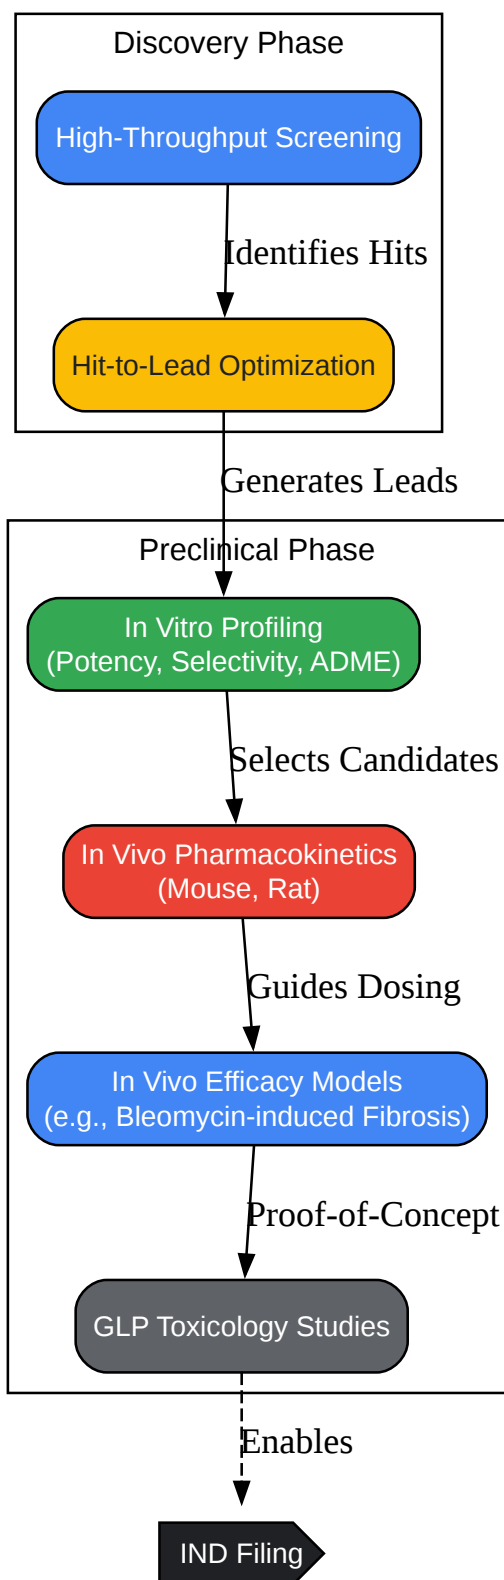 Discovery Phase
High-Throughput Screening
Identifies Hits
Hit-to-Lead Optimization
Generates Leads
Preclinical Phase
In Vitro Profiling
(Potency, Selectivity, ADME)
Selects Candidates
In Vivo Pharmacokinetics
(Mouse, Rat)
Guides Dosing
In Vivo Efficacy Models
(e.g., Bleomycin-induced Fibrosis)
Proof-of-Concept
GLP Toxicology Studies
Enables
IND Filing